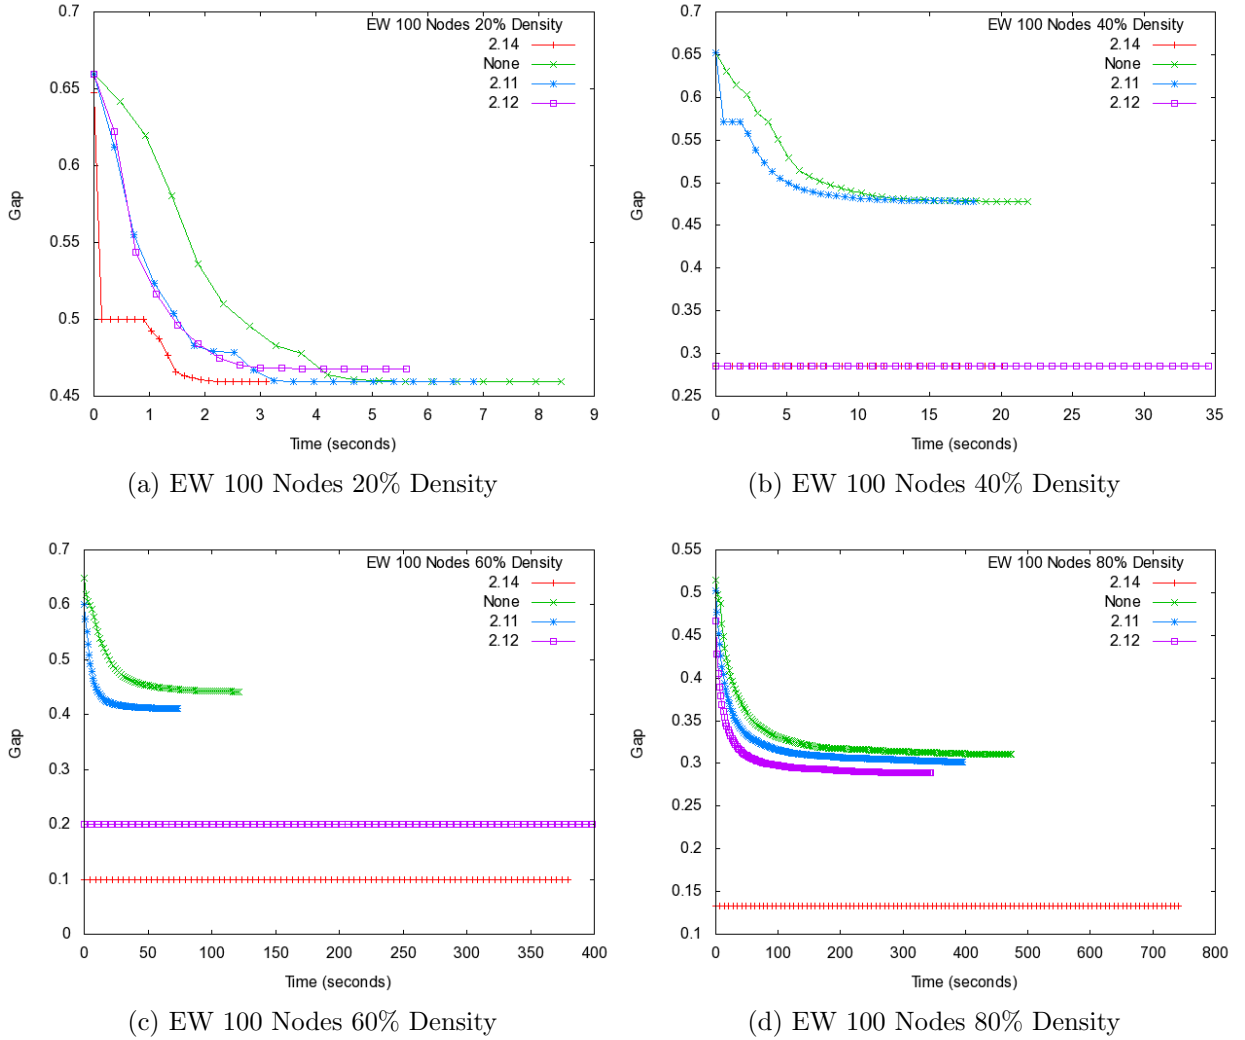 0.7
0.65
0.6
0.55
0.5
0.45
Gap
0 1 2 3 4 5 6 7 8 9
Time (seconds)
EW 100 Nodes 20% Density
2.14
None
2.11
2.12
(a) EW 100 Nodes 20% Density
0.7
0.65
0.6
0.55
0.5
0.45
0.4
0.35
0.3
0.25
Gap
0 5 10 15 20 25 30 35
Time (seconds)
EW 100 Nodes 40% Density
2.14
None
2.11
2.12
(b) EW 100 Nodes 40% Density
0.7
0.6
0.5
0.4
0.3
0.2
0.1
0
Gap
0 50 100 150 200 250 300 350 400
Time (seconds)
EW 100 Nodes 60% Density
2.14
None
2.11
2.12
(c) EW 100 Nodes 60% Density
0.55
0.5
0.45
0.4
0.35
0.3
0.25
0.2
0.15
0.1
Gap
0 100 200 300 400 500 600 700 800
Time (seconds)
EW 100 Nodes 80% Density
2.14
None
2.11
2.12
(d) EW 100 Nodes 80% Density